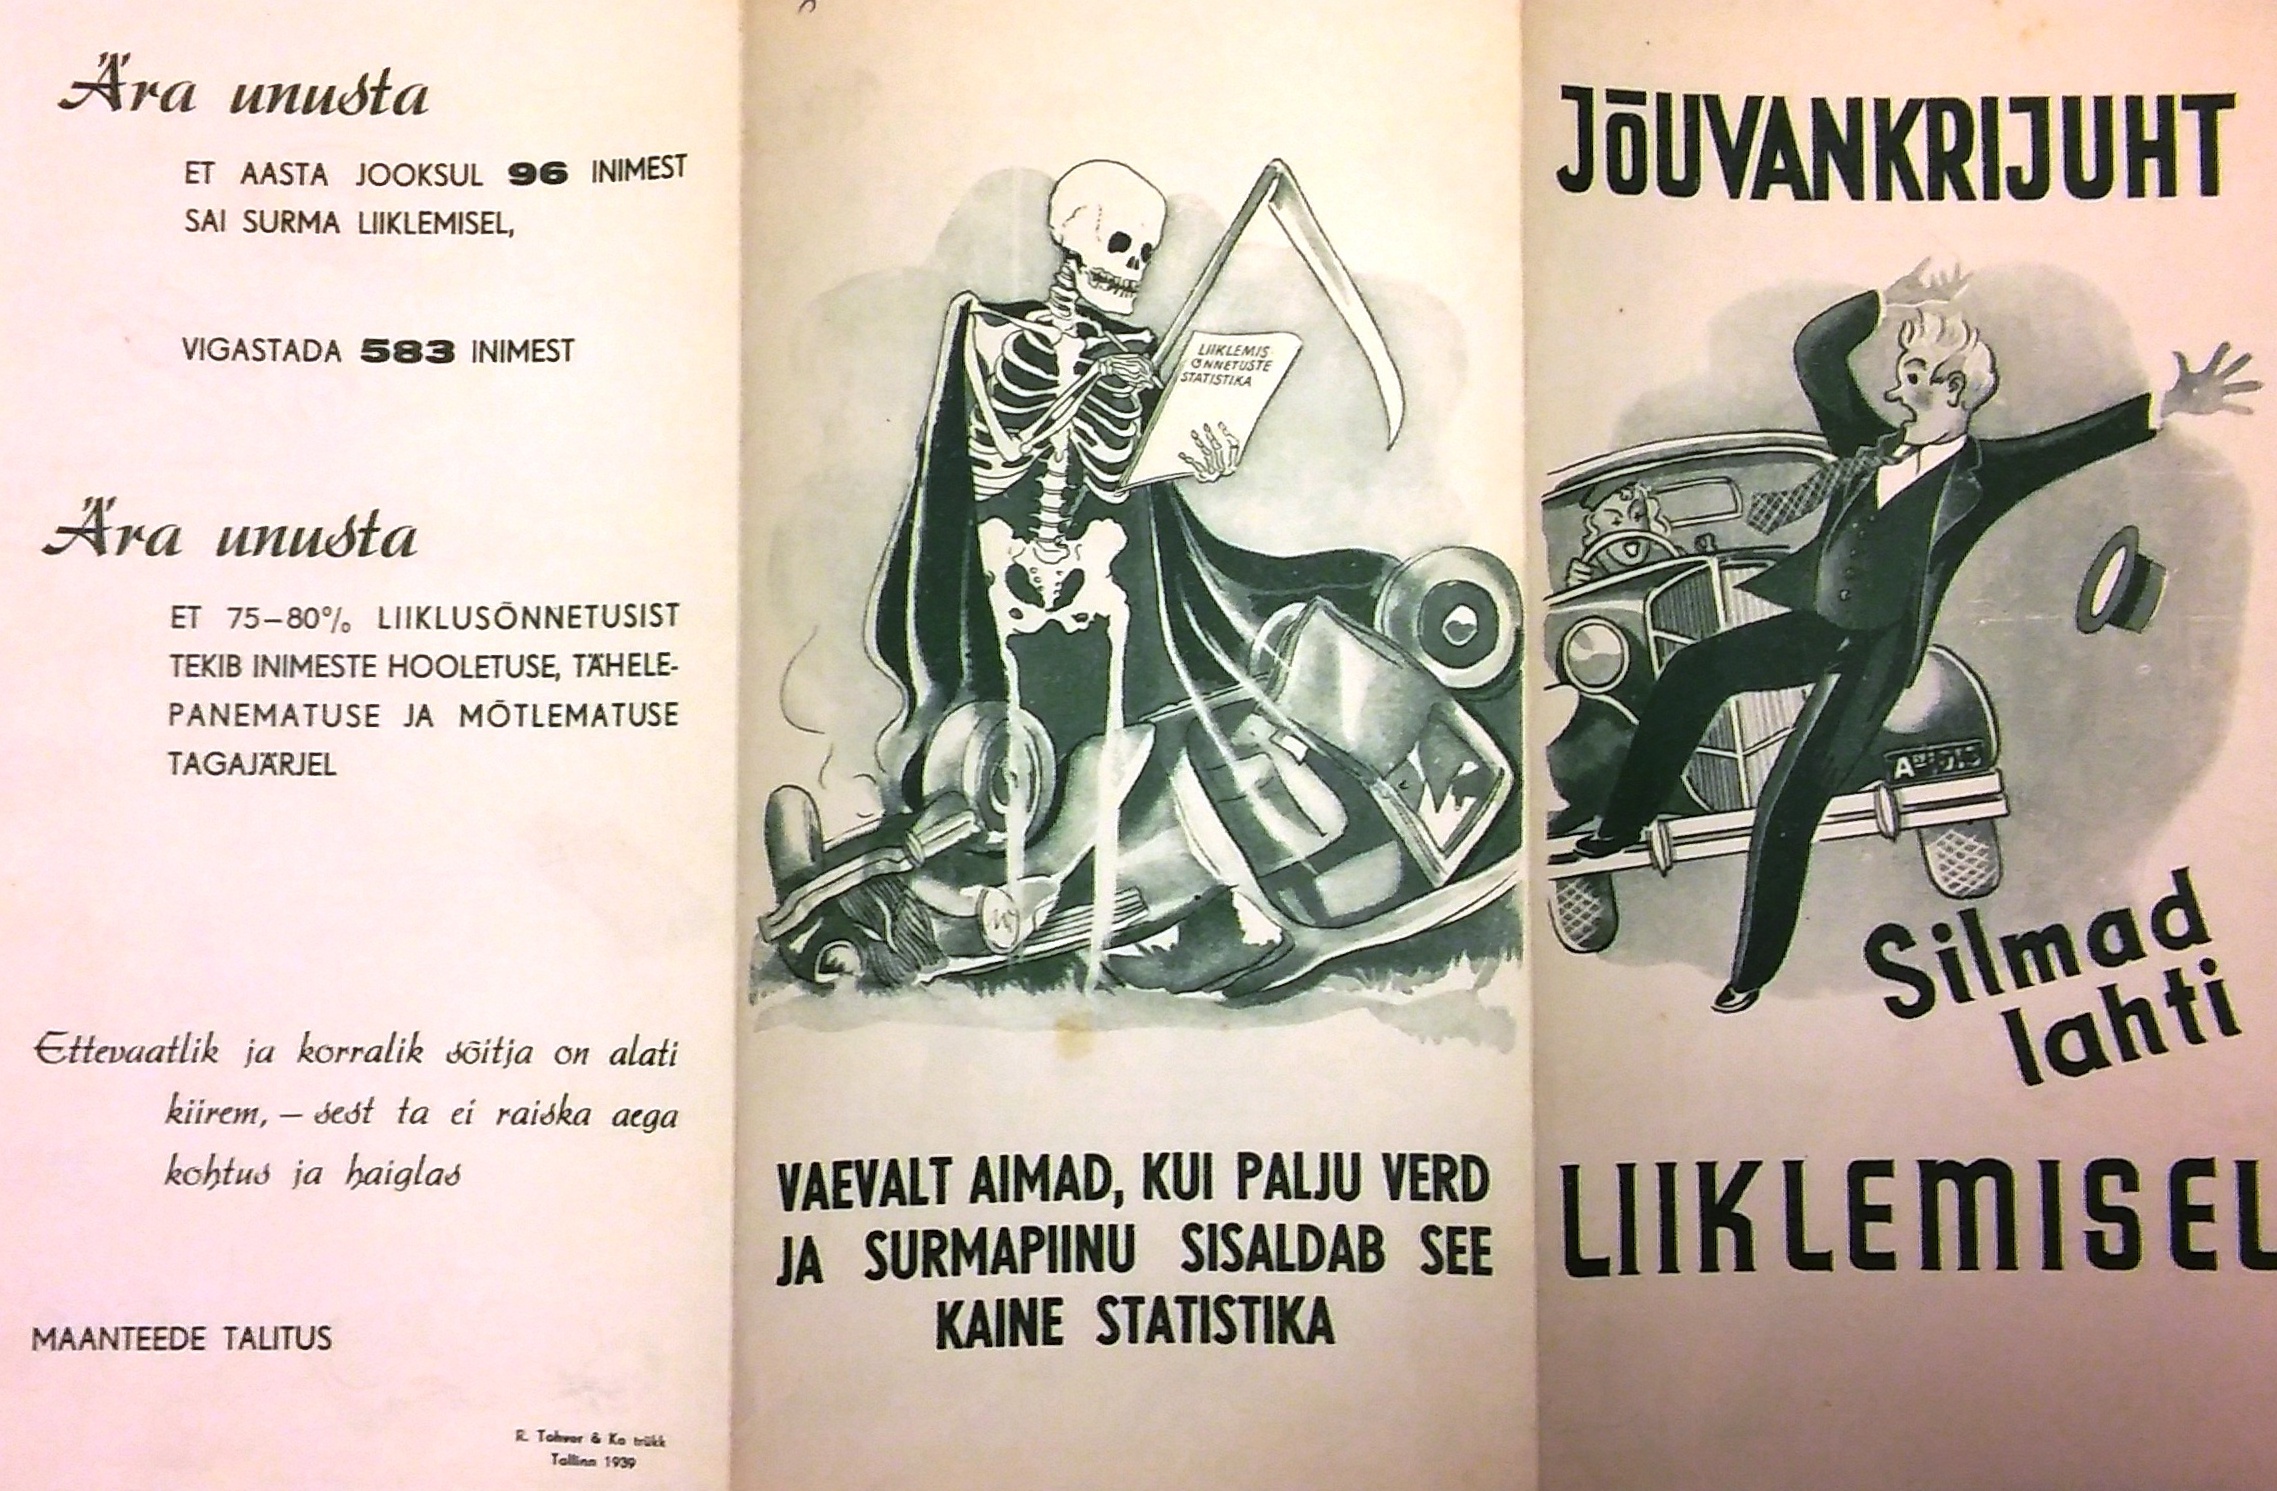 Ära unusta
ET AASTA JOOKSUL 96 INIMEST
SAI SURMA LIIKLEMISEL,
VIGASTADA 583 INIMEST
Ära unusta
ET 75–80% LIIKLUSÕNNETUSIST
TEKIB INIMESTE HOOLETUSE, TÄHELE-
PANEMATUSE JA MÕTLEMATUSE
TAGAJÄRJEL
Ettevaatlik ja korralik sõitja on alati
kiirem, – sest ta ei raiska aega
kohtus ja haiglas
MAANTEEDE TALITUS
R. Tohver & Ko trükk
Tallinn 1939
LIIKLEMIS
ÕNNETUSTE
STATISTIKA
VAEVALT AIMAD, KUI PALJU VERD
JA SURMAPIINU SISALDAB SEE
KAINE STATISTIKA
JŌUVANKRIJUHT
Silmad
lahti
LIIKLEMISEL